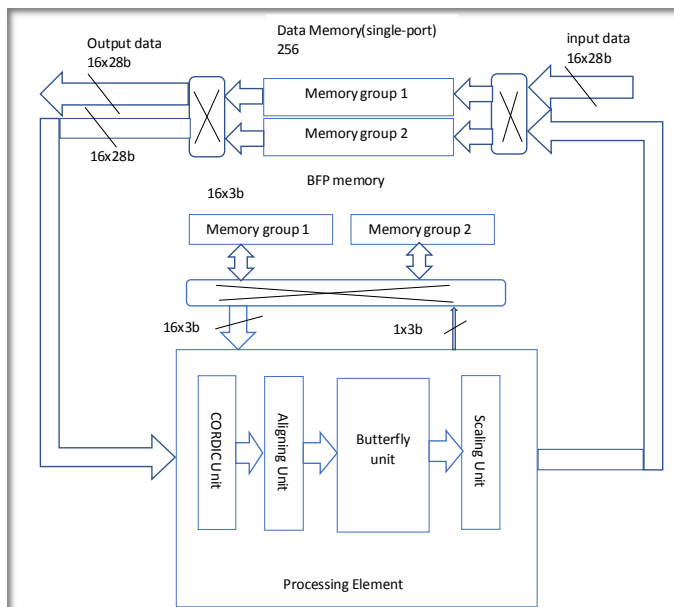 Data Memory(single-port)
256
Output data
16x28b
input data
16x28b
Memory group 1
Memory group 2
16x28b
BFP memory
16x3b
Memory group 1
Memory group 2
16x3b
1x3b
CORDIC Unit
Aligning Unit
Butterfly
unit
Scaling Unit
Processing Element